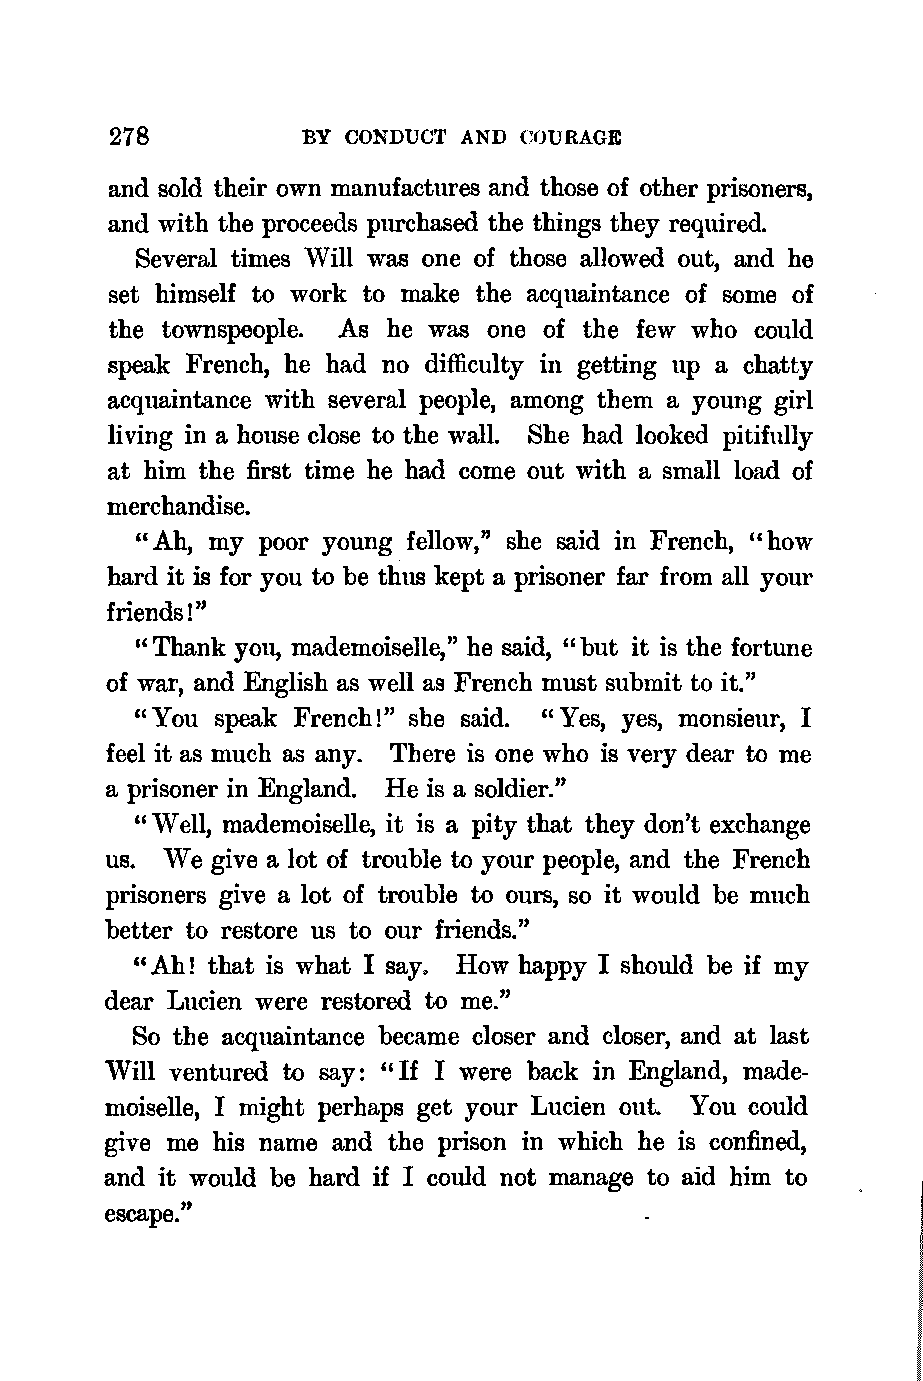 278 BY CONDUCT AND COURAGE
and sold their own manufactures and those of other prisoners,
and with the proceeds purchased the things they required.
Several times Will was one of those allowed out, and he
set himself to work to make the acquaintance of some of
the townspeople. As he was one of the few who could
speak French, he had no difficulty in getting up a chatty
acquaintance with several people, among them a young girl
living in a house close to the wall. She had looked pitifully
at him the first time he had come out with a small load of
merchandise.
"Ah, my poor young fellow," she said in French, "how
hard it is for you to be thus kept a prisoner far from all your
friends!"
"Thank you, mademoiselle," he said, "but it is the fortune
of war, and English as well as French must submit to it."
"You speak French!" she said. "Yes, yes, monsieur, I
feel it as much as any. There is one who is very dear to me
a prisoner in England. He is a soldier."
"Well, mademoiselle, it is a pity that they don't exchange
us. We give a lot of trouble to your people, and the French
prisoners give a lot of trouble to ours, so it would be much
better to restore us to our friends."
"Ah! that is what I say. How happy I should be if my
dear Lucien were restored to me."
So the acquaintance became closer and closer, and at last
Will ventured to say: "If I were back in England, made-
moiselle, I might perhaps get your Lucien out. You could
give me his name and the prison in which he is confined,
and it would be hard if I could not manage to aid him to
escape."